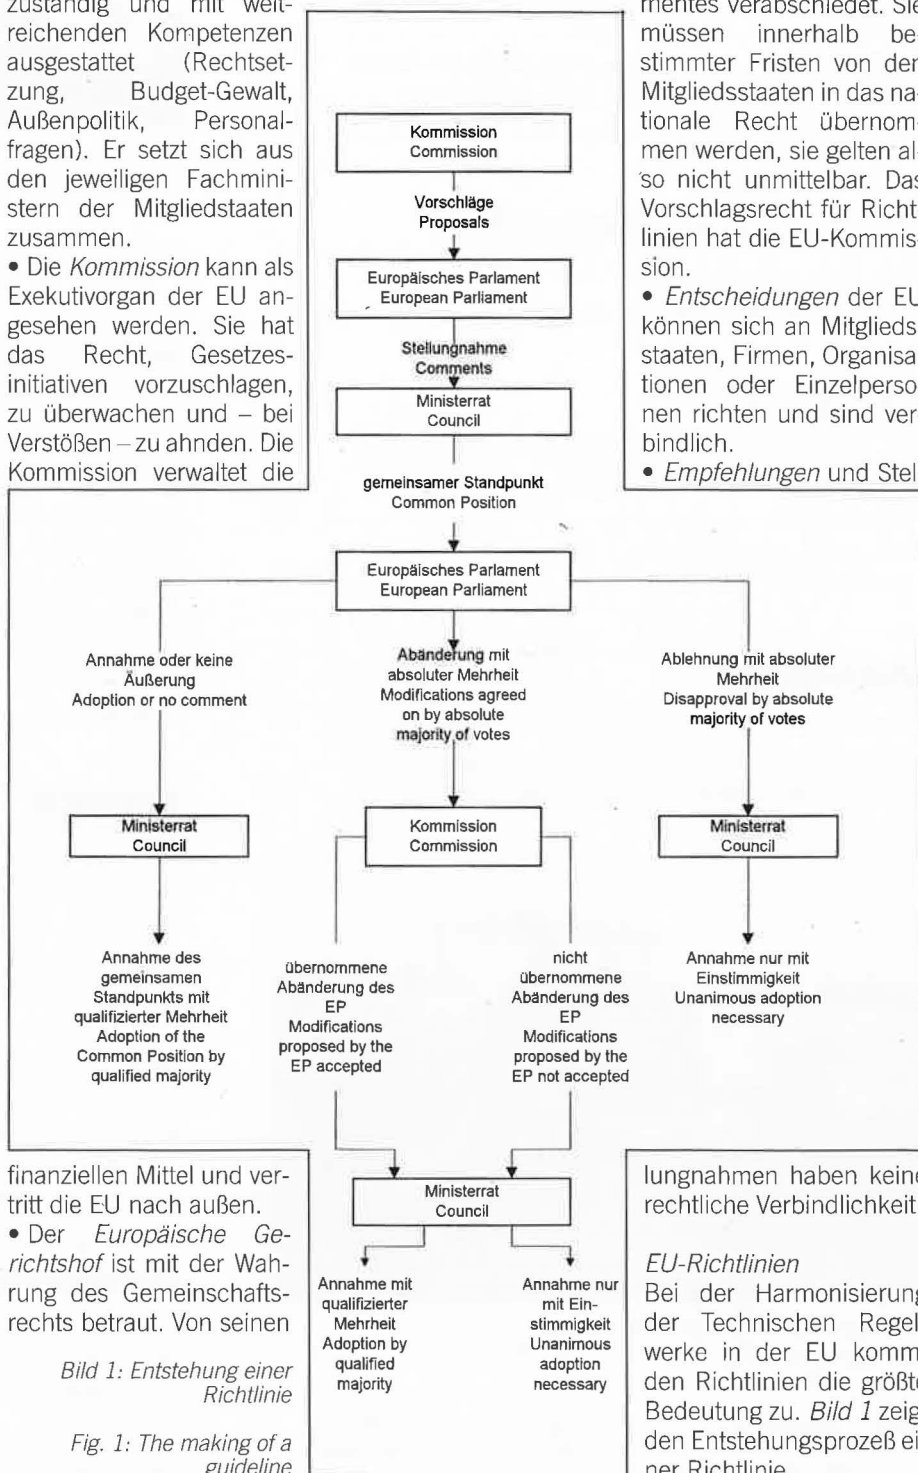 zuständig und mit weit-
reichenden Kompetenzen
ausgestattet (Rechtset-
zung, Budget-Gewalt,
Außenpolitik, Personal-
fragen). Er setzt sich aus
den jeweiligen Fachmini-
stern der Mitgliedstaaten
zusammen.
• Die Kommission kann als
Exekutivorgan der EU an-
gesehen werden. Sie hat
das Recht, Gesetzes-
initiativen vorzuschlagen,
zu überwachen und – bei
Verstößen – zu ahnden. Die
Kommission verwaltet die
finanziellen Mittel und ver-
tritt die EU nach außen.
• Der Europäische Ge-
richtshof ist mit der Wah-
rung des Gemeinschafts-
rechts betraut. Von seinen
Bild 1: Entstehung einer
Richtlinie
Fig. 1: The making of a
guideline
Kommission
Commission
Vorschläge
Proposals
Europäisches Parlament
European Parliament
Stellungnahme
Comments
Ministerrat
Council
gemeinsamer Standpunkt
Common Position
Europäisches Parlament
European Parliament
Annahme oder keine
Äußerung
Adoption or no comment
Abänderung mit
absoluter Mehrheit
Modifications agreed
on by absolute
majority of votes
Ablehnung mit absoluter
Mehrheit
Disapproval by absolute
majority of votes
Ministerrat
Council
Kommission
Commission
Ministerrat
Council
Annahme des
gemeinsamen
Standpunkts mit
qualifizierter Mehrheit
Adoption of the
Common Position by
qualified majority
übernommene
Abänderung des
EP
Modifications
proposed by the
EP accepted
nicht
übernommene
Abänderung des
EP
Modifications
proposed by the
EP not accepted
Annahme nur mit
Einstimmigkeit
Unanimous adoption
necessary
Ministerrat
Council
Annahme mit
qualifizierter
Mehrheit
Adoption by
qualified
majority
Annahme nur
mit Ein-
stimmigkeit
Unanimous
adoption
necessary
mentes verabschiedet. Sie
müssen innerhalb be-
stimmter Fristen von den
Mitgliedsstaaten in das na-
tionale Recht übernom-
men werden, sie gelten al-
so nicht unmittelbar. Das
Vorschlagsrecht für Richt-
linien hat die EU-Kommis-
sion.
• Entscheidungen der EU
können sich an Mitglieds-
staaten, Firmen, Organisa-
tionen oder Einzelperso-
nen richten und sind ver-
bindlich.
• Empfehlungen und Stel-
lungnahmen haben keine
rechtliche Verbindlichkeit
EU-Richtlinien
Bei der Harmonisierung
der Technischen Regel-
werke in der EU komm
den Richtlinien die größte
Bedeutung zu. Bild 1 zeig
den Entstehungsprozeß ei-
ner Richtlinie